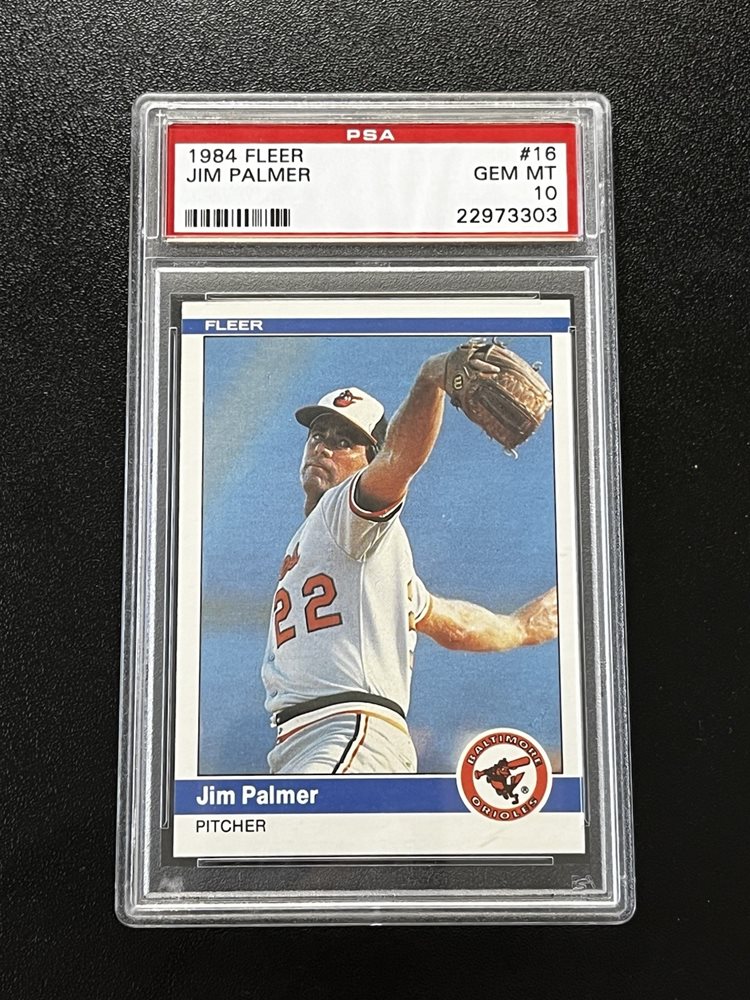 PSA
1984 FLEER #16
JIM PALMER GEM MT
10
22973303
FLEER
22
BALTIMORE
ORIOLES
®
Jim Palmer
PITCHER